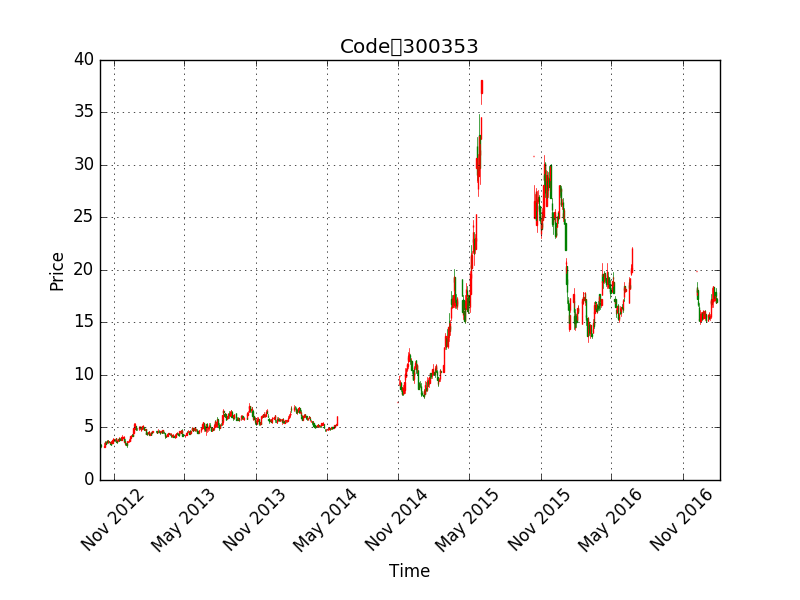 Code▯300353
40
35
30
25
20
15
10
5
0
Price
Nov 2012
May 2013
Nov 2013
May 2014
Nov 2014
May 2015
Nov 2015
May 2016
Nov 2016
Time